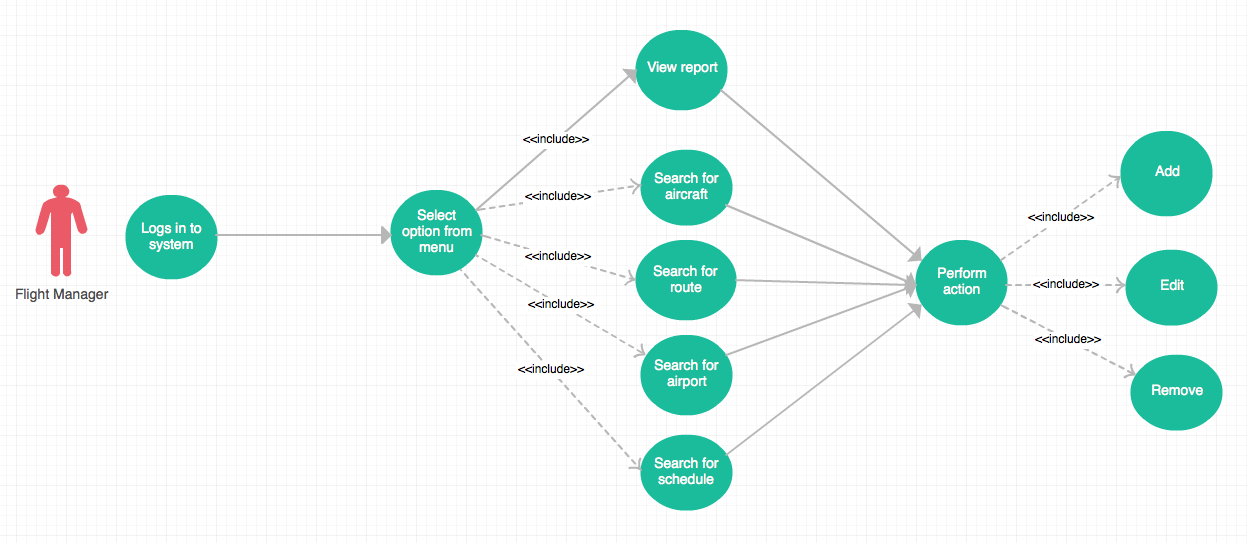 Flight Manager
Logs in to
system
Select
option from
menu
<<include>>
<<include>>
<<include>>
<<include>>
<<include>>
View report
Search for
aircraft
Search for
route
Search for
airport
Search for
schedule
Perform
action
<<include>>
<<include>>
<<include>>
Add
Edit
Remove